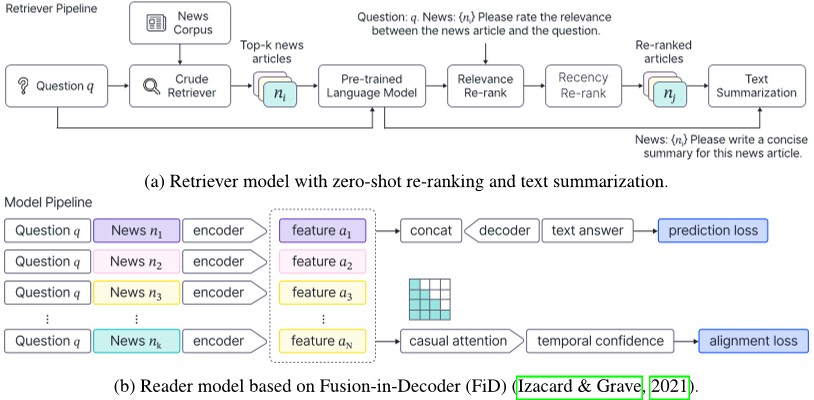 Retriever Pipeline
News
Corpus
Question: q. News: {nᵢ} Please rate the relevance
between the news article and the question.
Top-k news
articles
Re-ranked
articles
Question q
Crude
Retriever
nᵢ
Pre-trained
Language Model
Relevance
Re-rank
Recency
Re-rank
nⱼ
Text
Summarization
News: {nᵢ} Please write a concise
summary for this news article.
(a) Retriever model with zero-shot re-ranking and text summarization.
Model Pipeline
Question q News n₁ encoder feature a₁ concat decoder text answer prediction loss
Question q News n₂ encoder feature a₂
Question q News n₃ encoder feature a₃
⋮ ⋮ ⋮
Question q News nₖ encoder feature a_N casual attention temporal confidence alignment loss
(b) Reader model based on Fusion-in-Decoder (FiD) (Izacard & Grave, 2021).